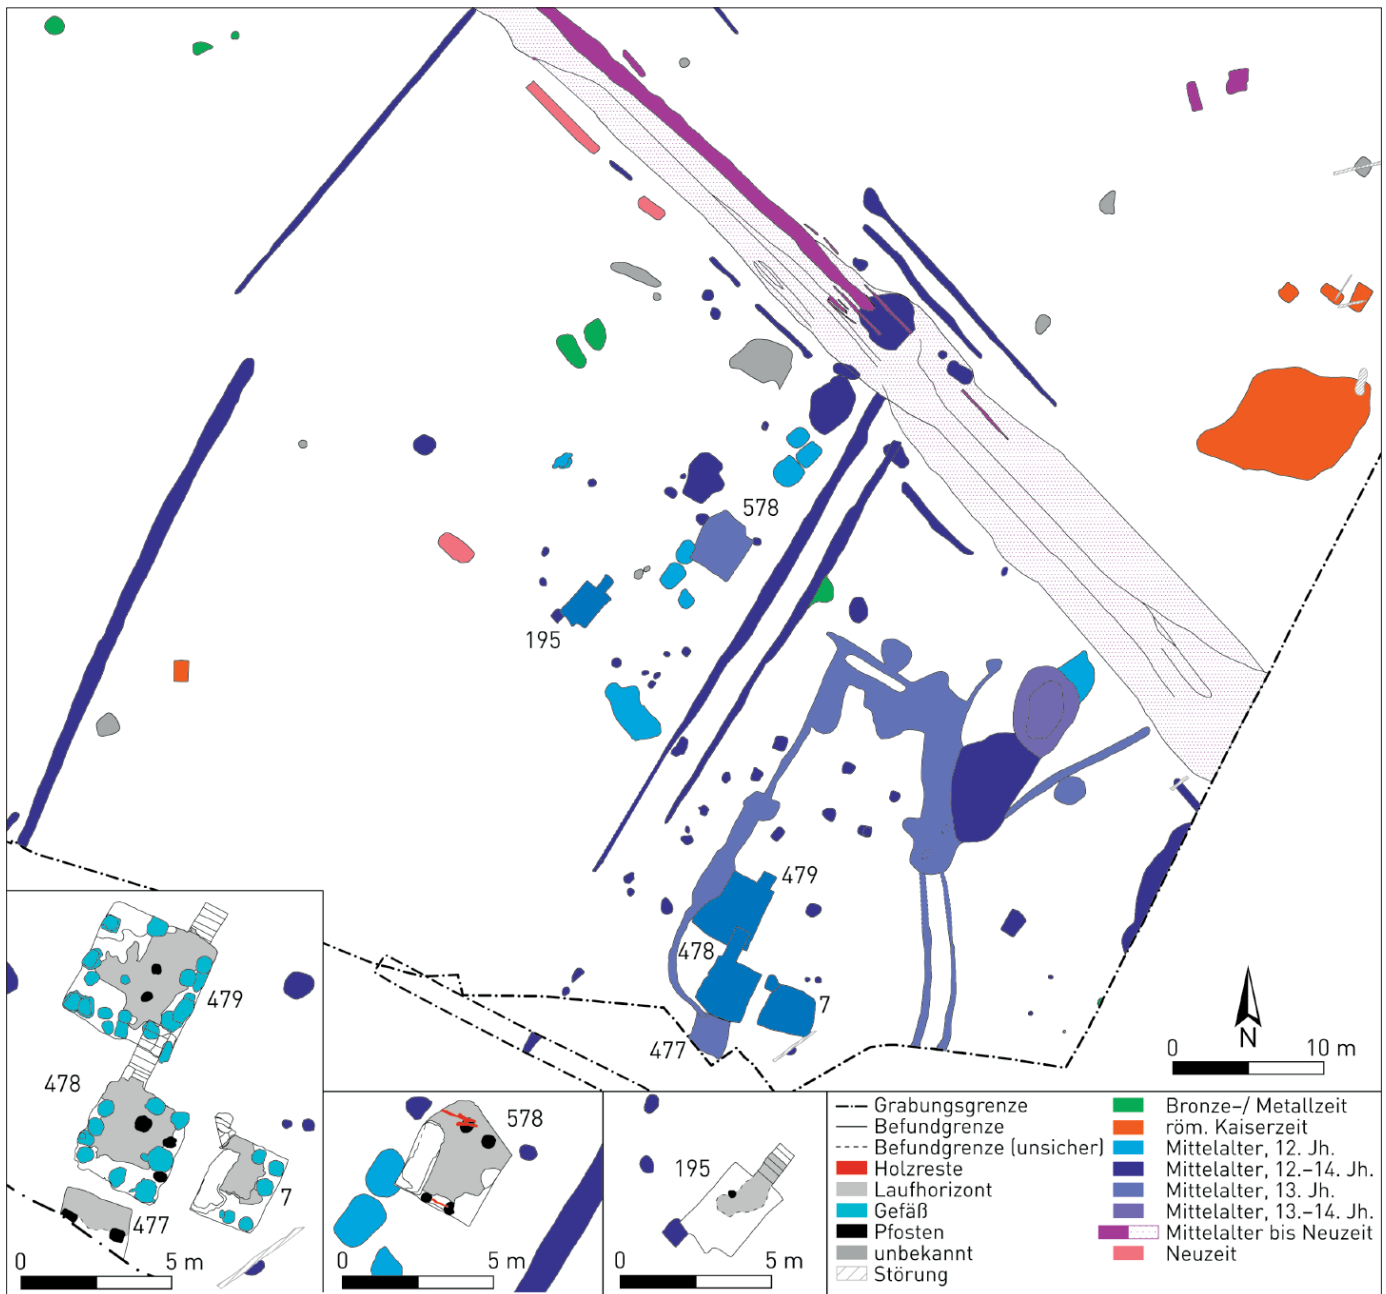 578
195
479
478
7
477
N
0 10 m
479
478
7
477
0 5 m
578
0 5 m
195
0 5 m
Grabungsgrenze
Befundgrenze
Befundgrenze (unsicher)
Holzreste
Laufhorizont
Gefäß
Pfosten
unbekannt
Störung
Bronze-/ Metallzeit
röm. Kaiserzeit
Mittelalter, 12. Jh.
Mittelalter, 12.–14. Jh.
Mittelalter, 13. Jh.
Mittelalter, 13.–14. Jh.
Mittelalter bis Neuzeit
Neuzeit